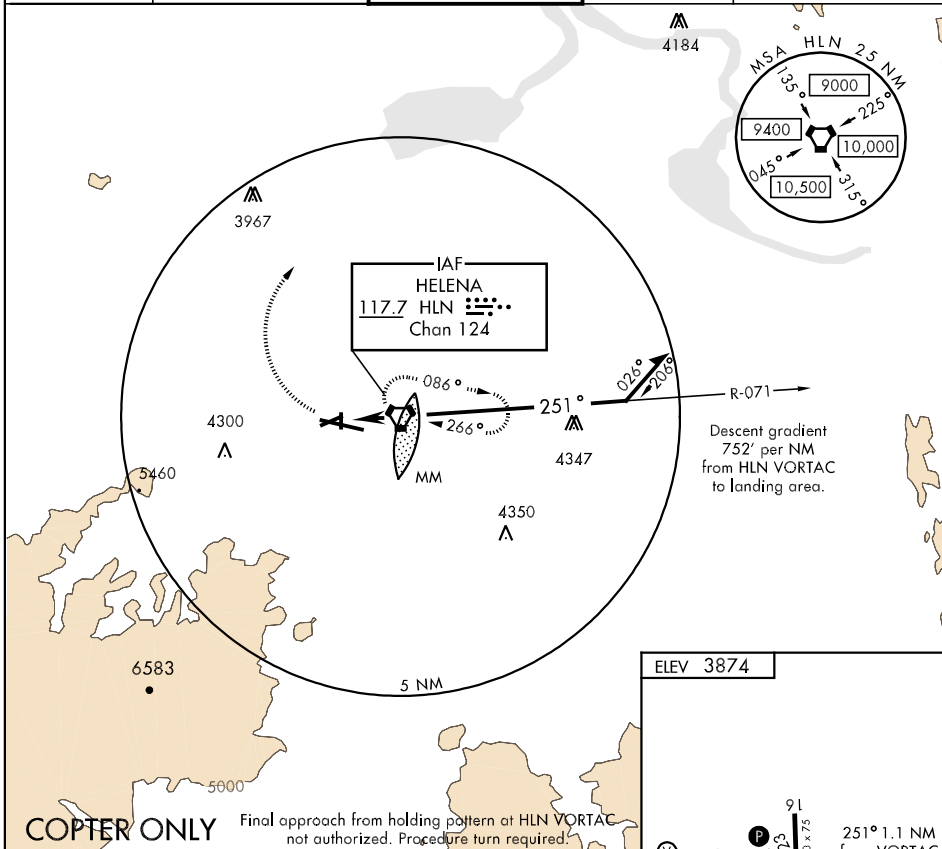 4184
MSA HLN 25 NM
135°
9000
225°
9400
10,000
045°
10,500
315°
3967
IAF
HELENA
117.7 HLN
Chan 124
086°
026°
206°
251°
R-071
266°
4300
4347
Descent gradient
752' per NM
from HLN VORTAC
to landing area.
5460
MM
4350
6583
5 NM
ELEV 3874
5000
COPTER ONLY
Final approach from holding pattern at HLN VORTAC
not authorized. Procedure turn required.
16
P
251° 1.1 NM